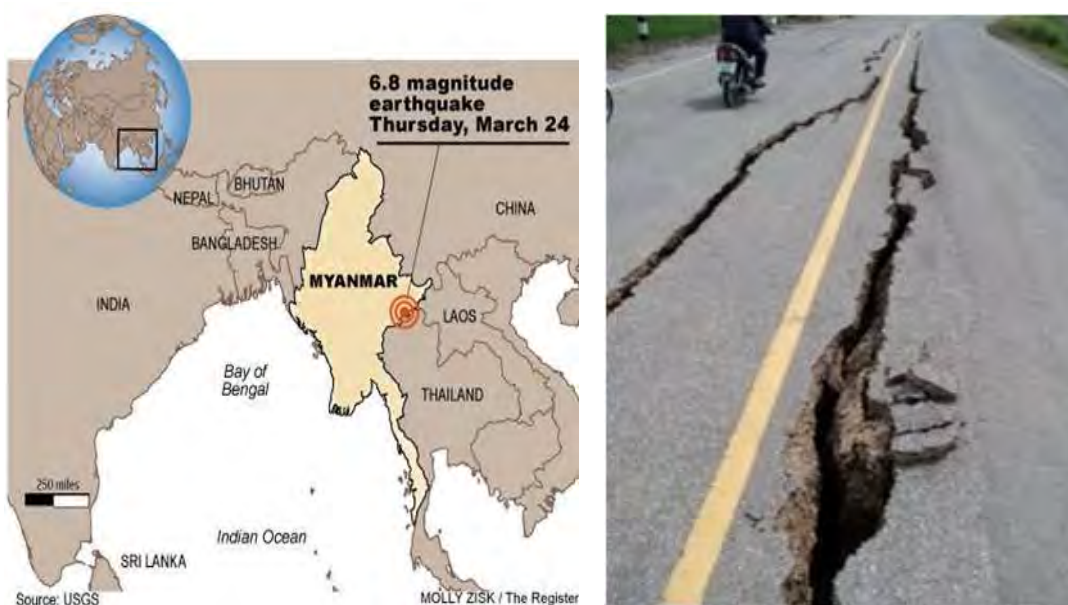 6.8 magnitude
earthquake
Thursday, March 24
NEPAL
BHUTAN
BANGLADESH
CHINA
INDIA
MYANMAR
LAOS
Bay of
Bengal
THAILAND
250 miles
Indian Ocean
SRI LANKA
Source: USGS
MOLLY ZISK / The Register